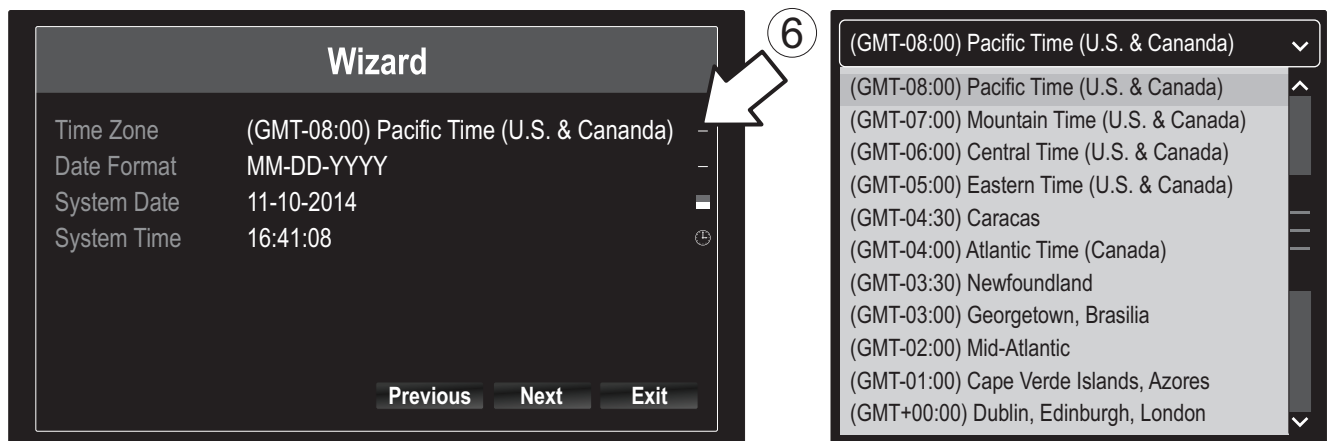 Wizard
Time Zone (GMT-08:00) Pacific Time (U.S. & Cananda)
Date Format MM-DD-YYYY
System Date 11-10-2014
System Time 16:41:08
Previous Next Exit
6
(GMT-08:00) Pacific Time (U.S. & Cananda)
(GMT-08:00) Pacific Time (U.S. & Canada)
(GMT-07:00) Mountain Time (U.S. & Canada)
(GMT-06:00) Central Time (U.S. & Canada)
(GMT-05:00) Eastern Time (U.S. & Canada)
(GMT-04:30) Caracas
(GMT-04:00) Atlantic Time (Canada)
(GMT-03:30) Newfoundland
(GMT-03:00) Georgetown, Brasilia
(GMT-02:00) Mid-Atlantic
(GMT-01:00) Cape Verde Islands, Azores
(GMT+00:00) Dublin, Edinburgh, London